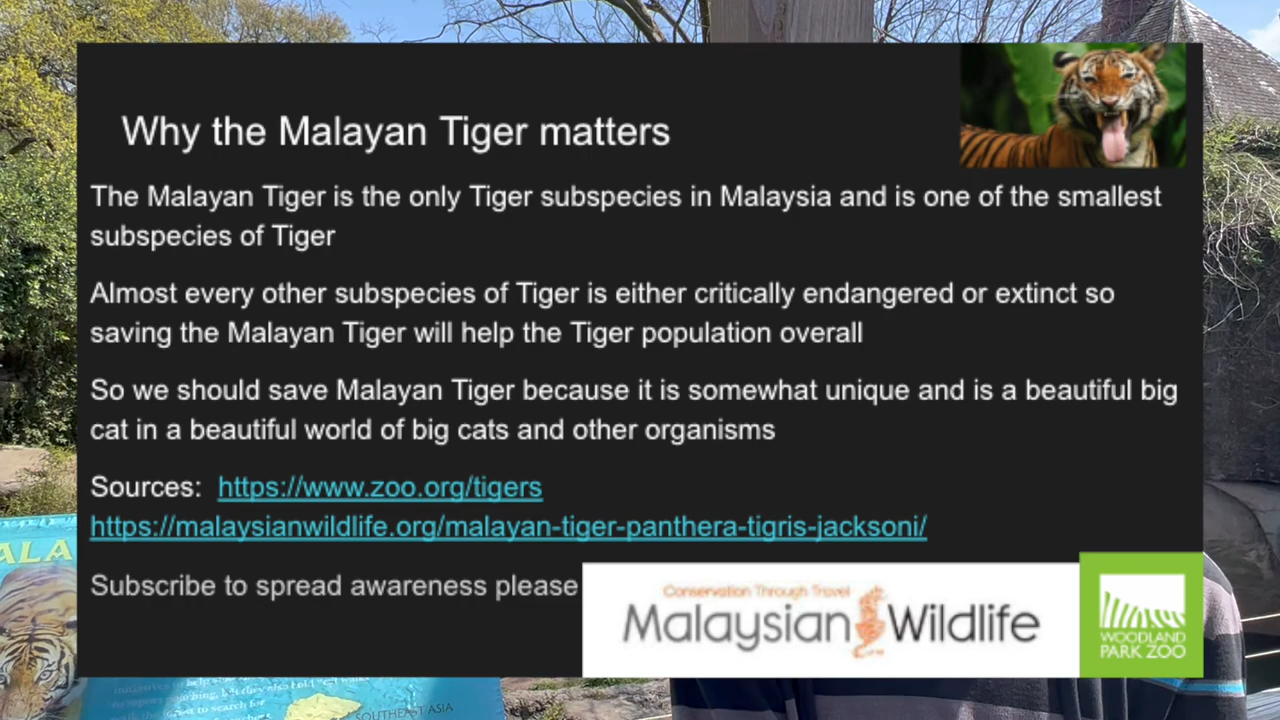 Why the Malayan Tiger matters
The Malayan Tiger is the only Tiger subspecies in Malaysia and is one of the smallest
subspecies of Tiger
Almost every other subspecies of Tiger is either critically endangered or extinct so
saving the Malayan Tiger will help the Tiger population overall
So we should save Malayan Tiger because it is somewhat unique and is a beautiful big
cat in a beautiful world of big cats and other organisms
Sources: https://www.zoo.org/tigers
https://malaysianwildlife.org/malayan-tiger-panthera-tigris-jacksoni/
Subscribe to spread awareness please
Conservation Through Travel
Malaysian Wildlife
WOODLAND
PARK ZOO
ALA
to search for
SOUTHEAST ASIA